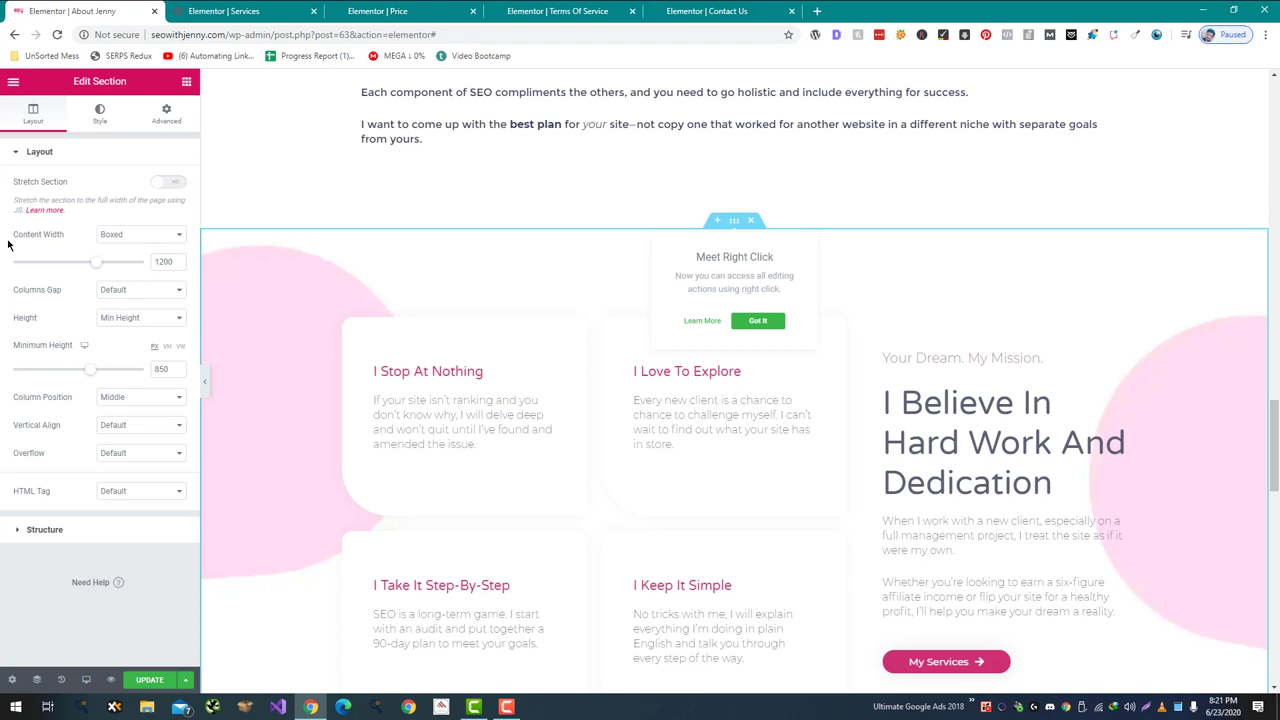 Elementor | About Jenny
Elementor | Services
Elementor | Price
Elementor | Terms Of Service
Elementor | Contact Us
Not secure | seowithjenny.com/wp-admin/post.php?post=63&action=elementor#
Paused
UnSorted Mess
SERPS Redux
(2) Automating Link...
Progress Report (1)...
MEGA ↓ 0%
Video Bootcamp
Edit Section
Layout
Style
Advanced
Layout
Stretch Section
NO
Stretch the section to the full width of the page using
JS. Learn more.
Content Width
Boxed
1200
Columns Gap
Default
Height
Min Height
Minimum Height
PX VH VW
850
Column Position
Middle
Vertical Align
Default
Overflow
Default
HTML Tag
Default
Structure
Need Help ?
UPDATE
Each component of SEO compliments the others, and you need to go holistic and include everything for success.
I want to come up with the best plan for your site—not copy one that worked for another website in a different niche with separate goals
from yours.
Meet Right Click
Now you can access all editing
actions using right click.
Learn More
Got It
I Stop At Nothing
If your site isn't ranking and you
don't know why, I will delve deep
and won't quit until I've found and
amended the issue.
I Love To Explore
Every new client is a chance to
chance to challenge myself. I can't
wait to find out what your site has
in store.
I Take It Step-By-Step
SEO is a long-term game. I start
with an audit and put together a
90-day plan to meet your goals.
I Keep It Simple
No tricks with me, I will explain
everything I'm doing in plain
English and talk you through
every step of the way.
Your Dream. My Mission.
I Believe In
Hard Work And
Dedication
When I work with a new client, especially on a
full management project, I treat the site as if it
were my own.
Whether you're looking to earn a six-figure
affiliate income or flip your site for a healthy
profit, I'll help you make your dream a reality.
My Services
Ultimate Google Ads 2018
8:21 PM
6/23/2020